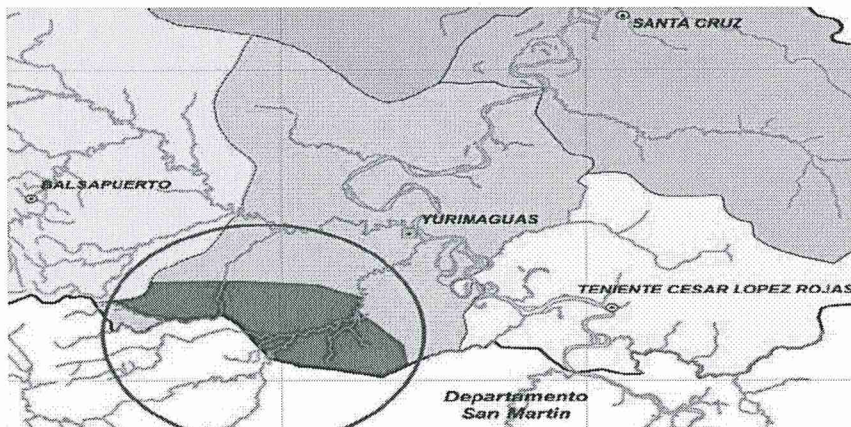 SANTA CRUZ
BALSAPUERTO
YURIMAGUAS
TENIENTE CESAR LOPEZ ROJAS
Departamento
San Martin